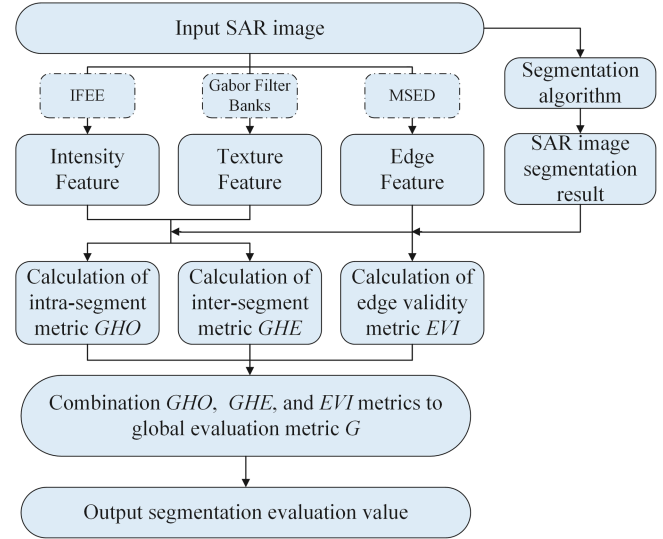 Input SAR image
IFEE
Gabor Filter
Banks
MSED
Segmentation
algorithm
Intensity
Feature
Texture
Feature
Edge
Feature
SAR image
segmentation
result
Calculation of
intra-segment
metric GHO
Calculation of
inter-segment
metric GHE
Calculation of
edge validity
metric EVI
Combination GHO, GHE, and EVI metrics to
global evaluation metric G
Output segmentation evaluation value